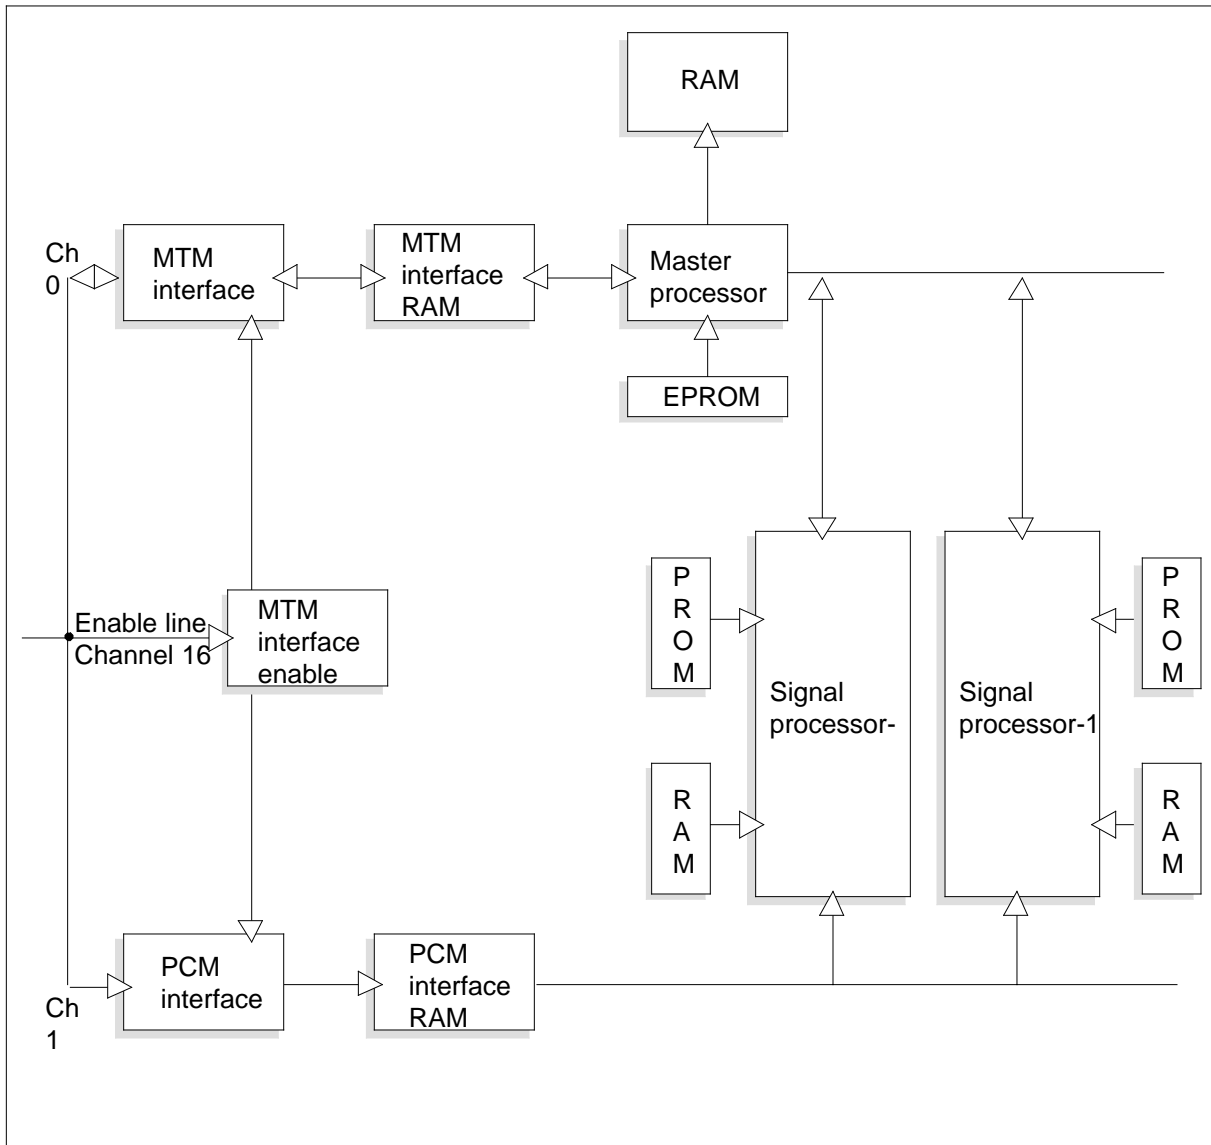 RAM
Ch
0
MTM
interface
MTM
interface
RAM
Master
processor
EPROM
Enable line
Channel 16
MTM
interface
enable
P
R
O
M
Signal
processor-
Signal
processor-1
P
R
O
M
R
A
M
R
A
M
Ch
1
PCM
interface
PCM
interface
RAM